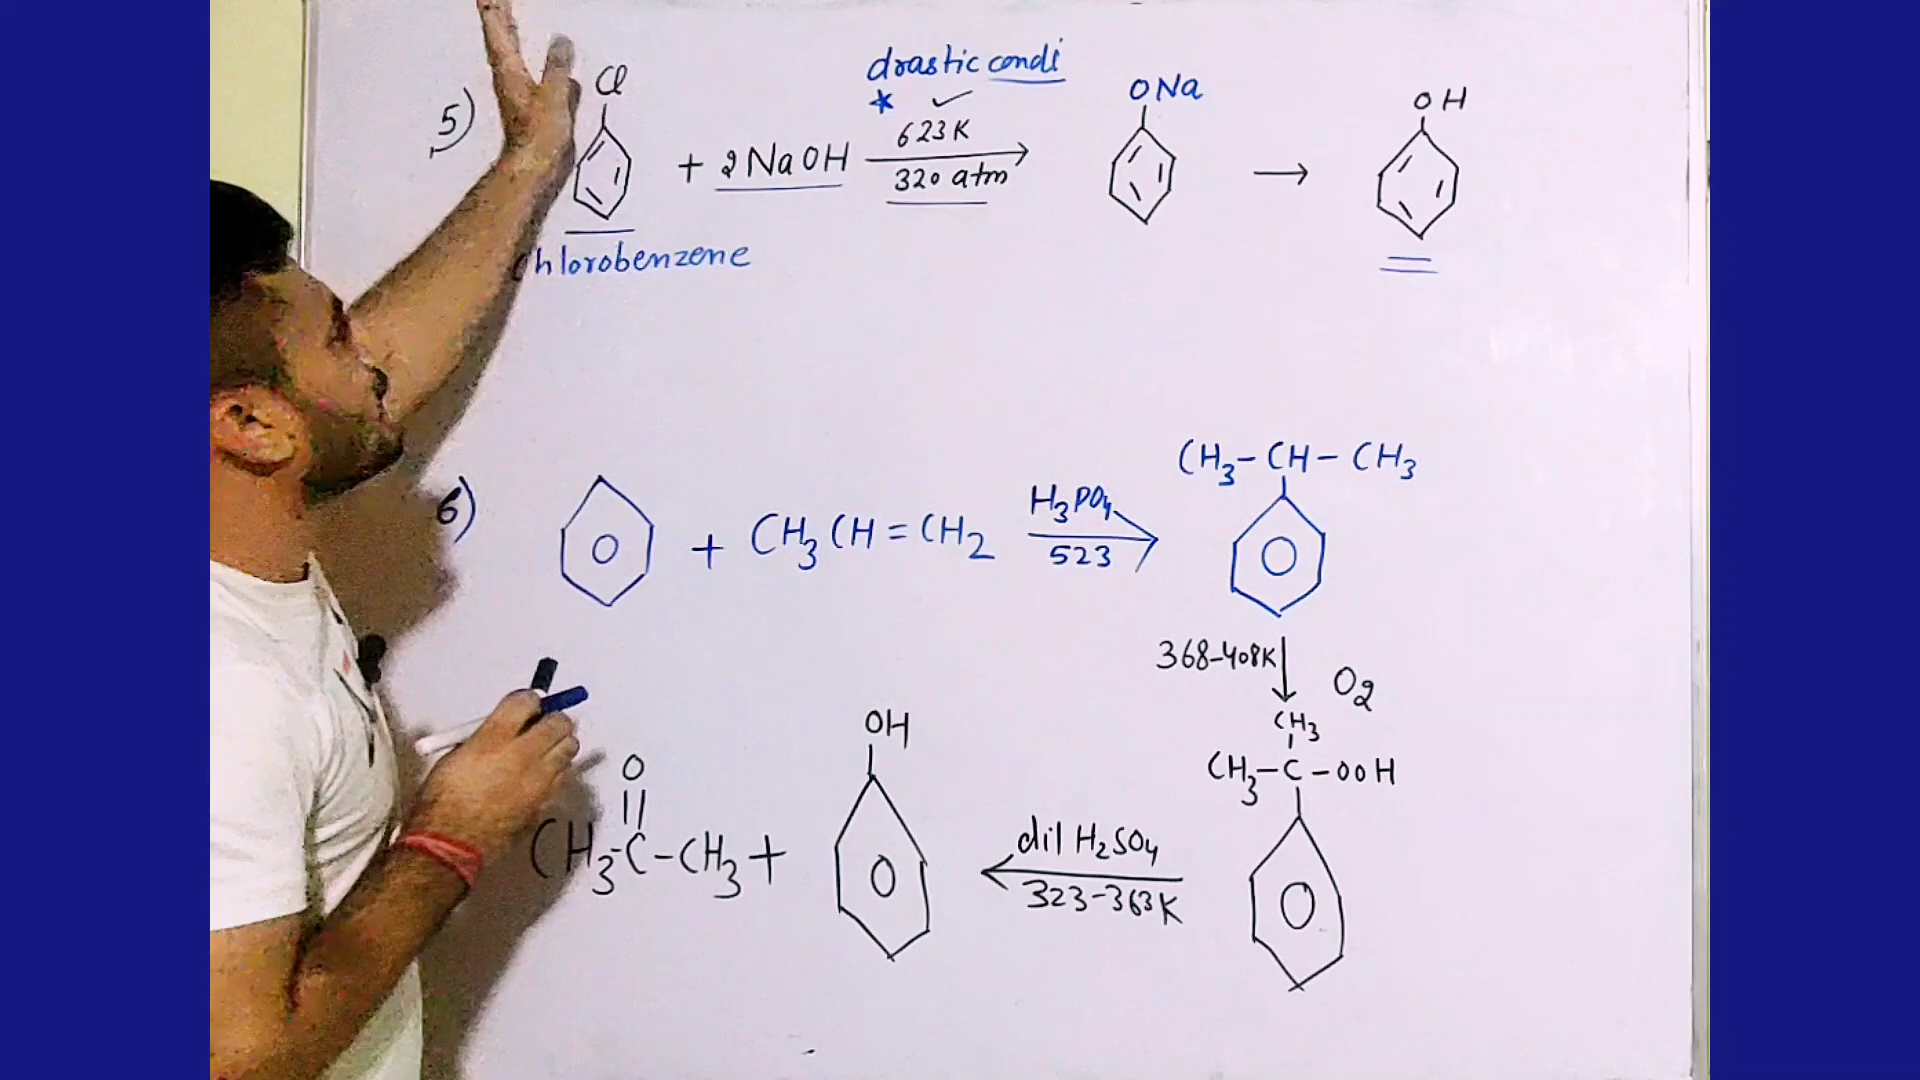 drastic condi
5) Cl + 2NaOH 623K 320 atm ONa → OH
chlorobenzene
6) + CH3CH=CH2 H3PO4 523 CH3-CH-CH3
368-408K O2
CH3
CH3-C-OOH
dil H2SO4
323-363K
OH
O
CH3-C-CH3 +